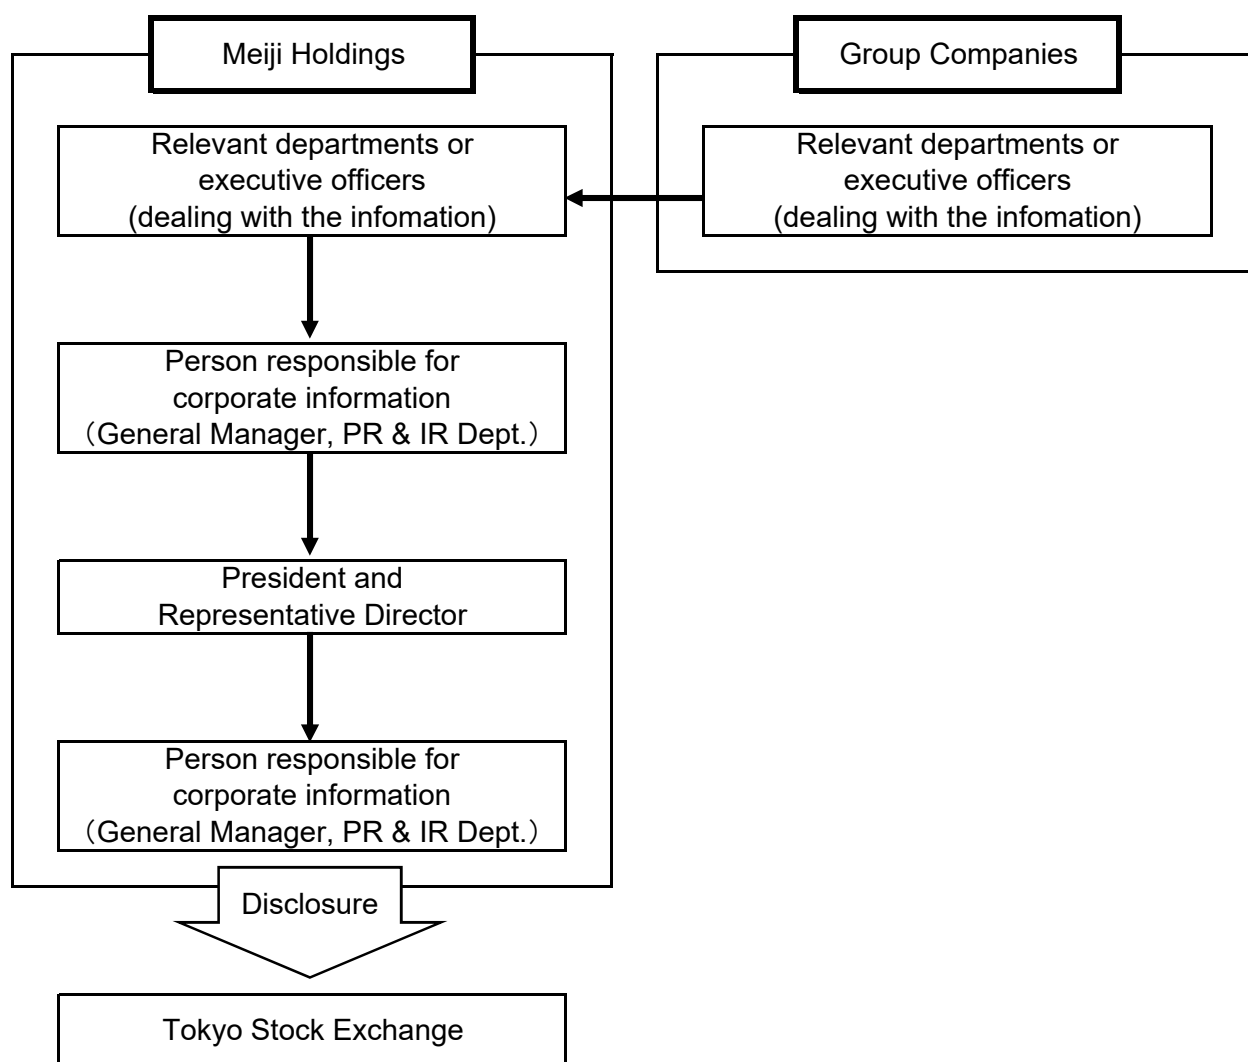 Meiji Holdings
Group Companies
Relevant departments or
executive officers
(dealing with the infomation)
Relevant departments or
executive officers
(dealing with the infomation)
Person responsible for
corporate information
（General Manager, PR & IR Dept.）
President and
Representative Director
Person responsible for
corporate information
（General Manager, PR & IR Dept.）
Disclosure
Tokyo Stock Exchange